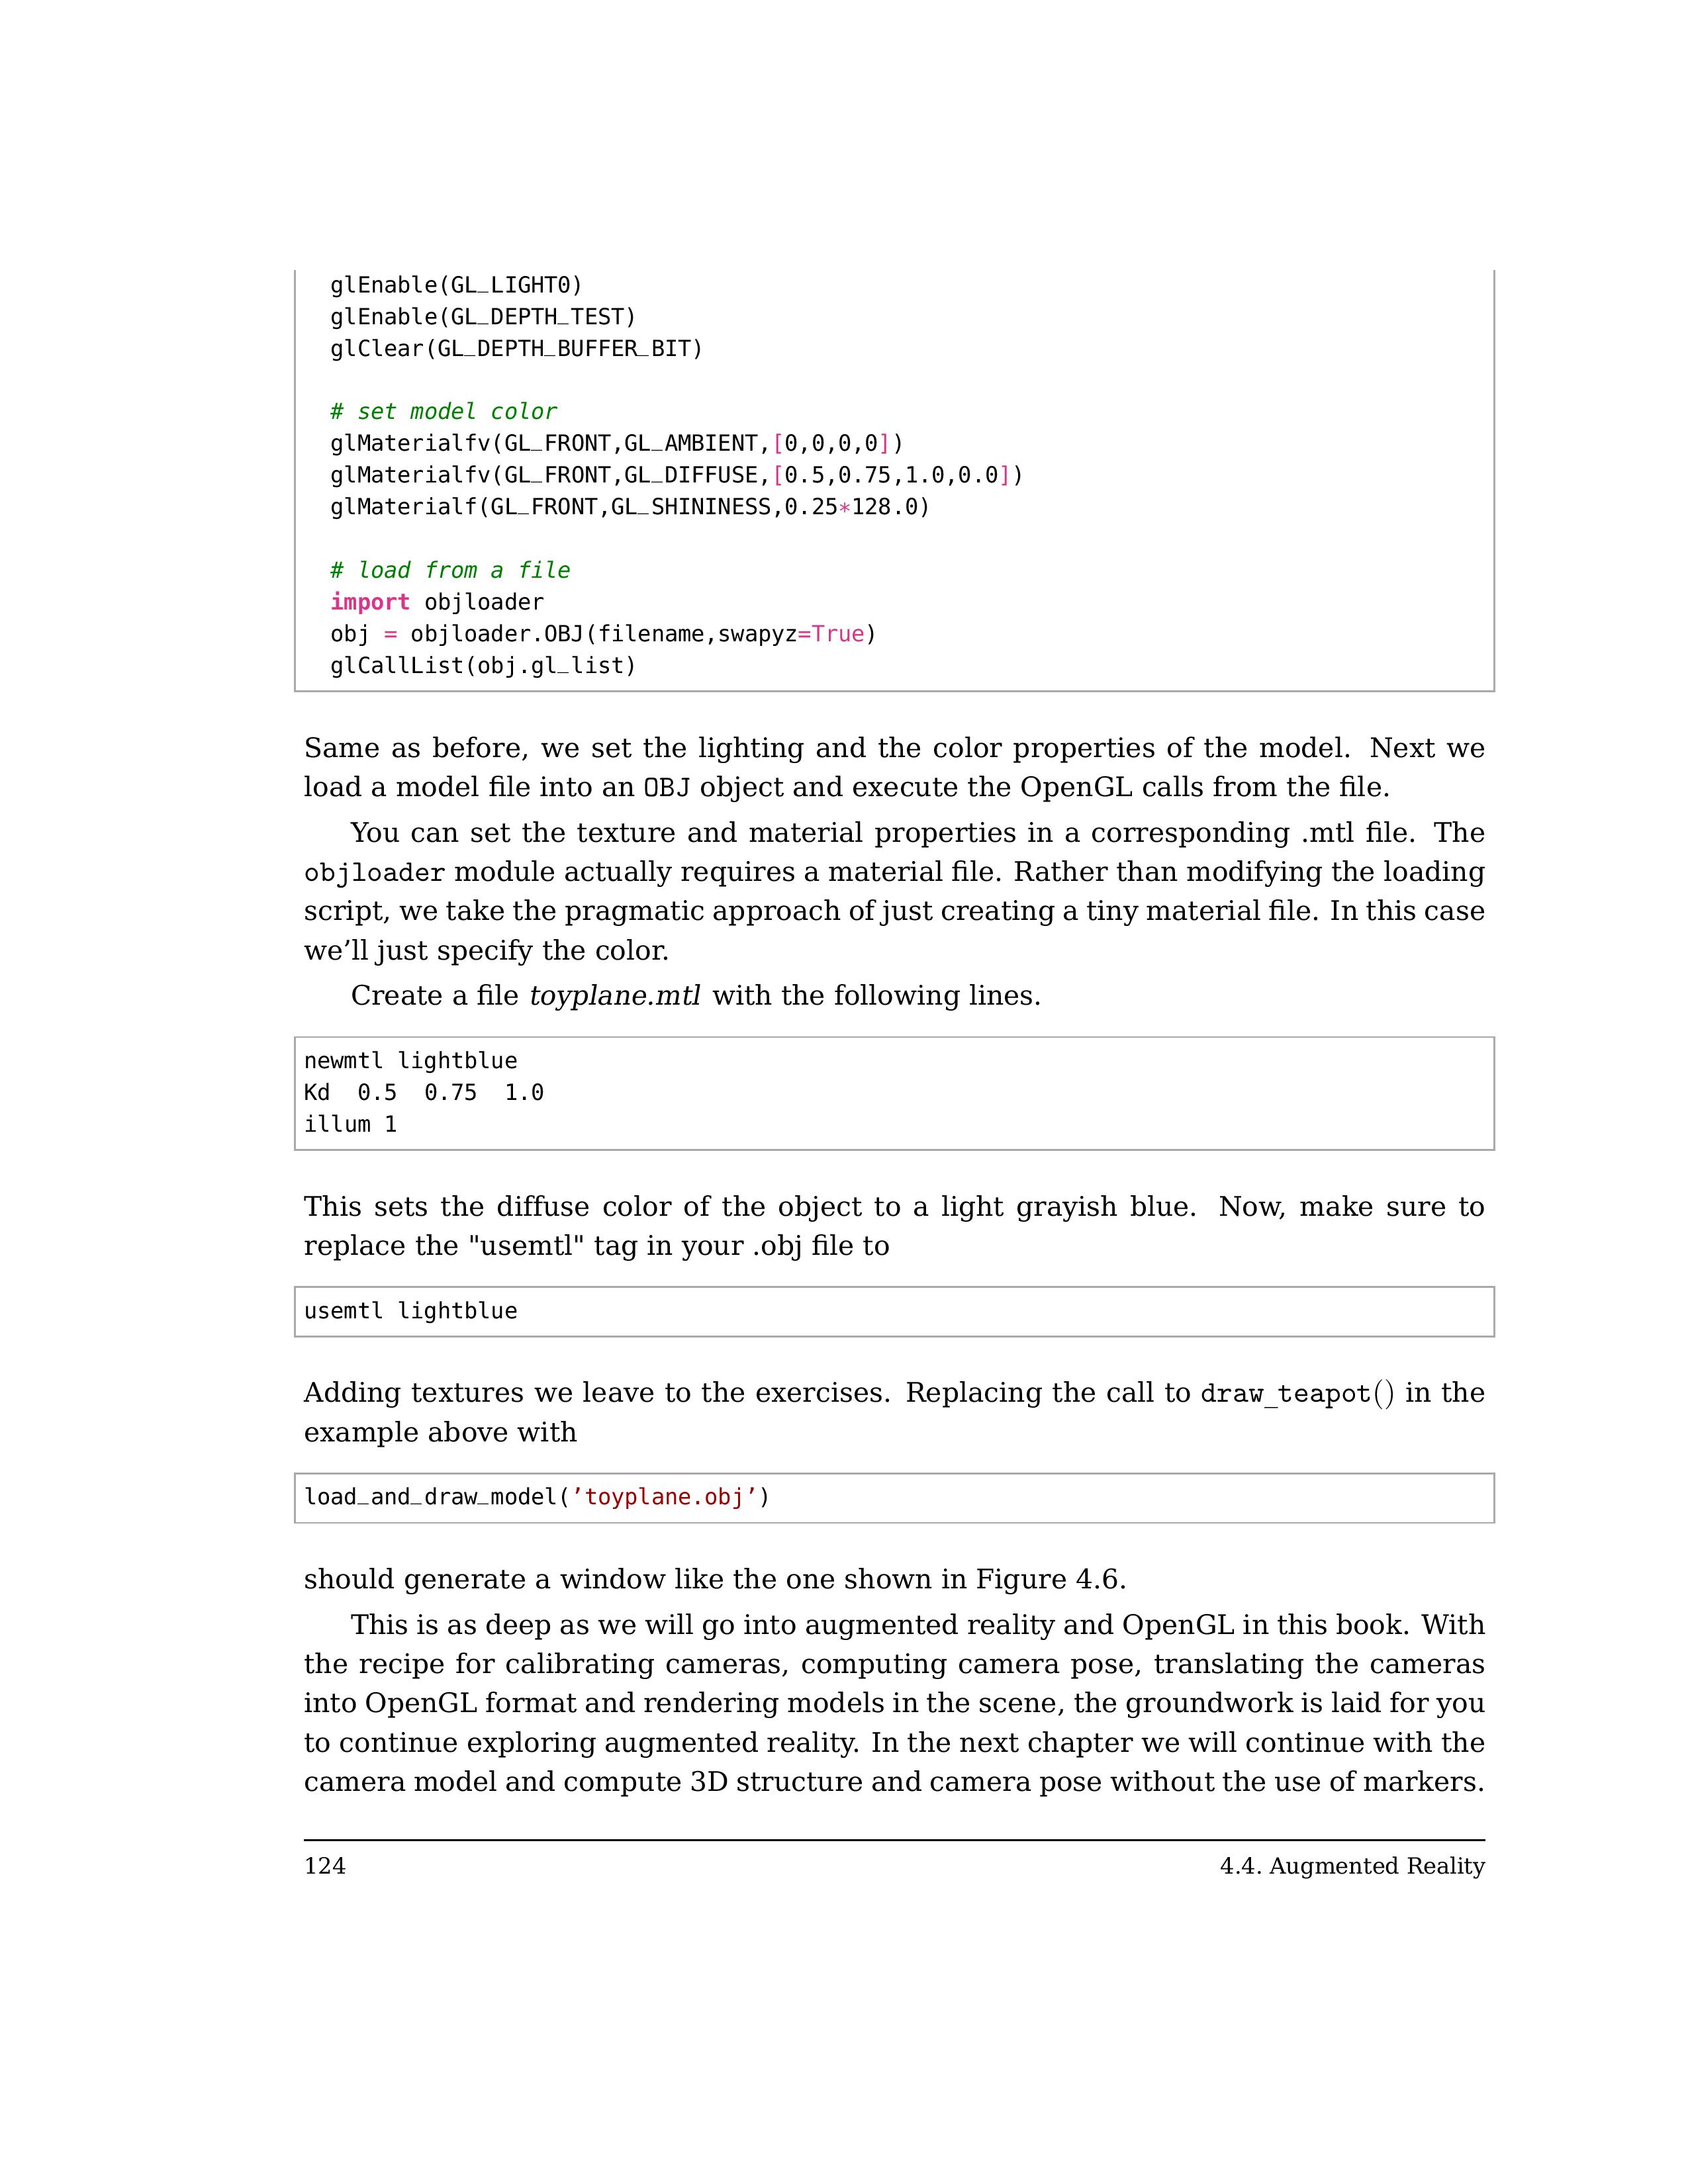 glEnable(GL_LIGHT0)
glEnable(GL_DEPTH_TEST)
glClear(GL_DEPTH_BUFFER_BIT)
# set model color
glMaterialfv(GL_FRONT,GL_AMBIENT,[0,0,0,0])
glMaterialfv(GL_FRONT,GL_DIFFUSE,[0.5,0.75,1.0,0.0])
glMaterialf(GL_FRONT,GL_SHININESS,0.25*128.0)
# load from a file
import objloader
obj = objloader.OBJ(filename,swapyz=True)
glCallList(obj.gl_list)
Same as before, we set the lighting and the color properties of the model. Next we
load a model file into an OBJ object and execute the OpenGL calls from the file.
You can set the texture and material properties in a corresponding .mtl file. The
objloader module actually requires a material file. Rather than modifying the loading
script, we take the pragmatic approach of just creating a tiny material file. In this case
we’ll just specify the color.
Create a file toyplane.mtl with the following lines.
newmtl lightblue
Kd  0.5  0.75  1.0
illum 1
This sets the diffuse color of the object to a light grayish blue. Now, make sure to
replace the "usemtl" tag in your .obj file to
usemtl lightblue
Adding textures we leave to the exercises. Replacing the call to draw_teapot() in the
example above with
load_and_draw_model(’toyplane.obj’)
should generate a window like the one shown in Figure 4.6.
This is as deep as we will go into augmented reality and OpenGL in this book. With
the recipe for calibrating cameras, computing camera pose, translating the cameras
into OpenGL format and rendering models in the scene, the groundwork is laid for you
to continue exploring augmented reality. In the next chapter we will continue with the
camera model and compute 3D structure and camera pose without the use of markers.
124 4.4. Augmented Reality